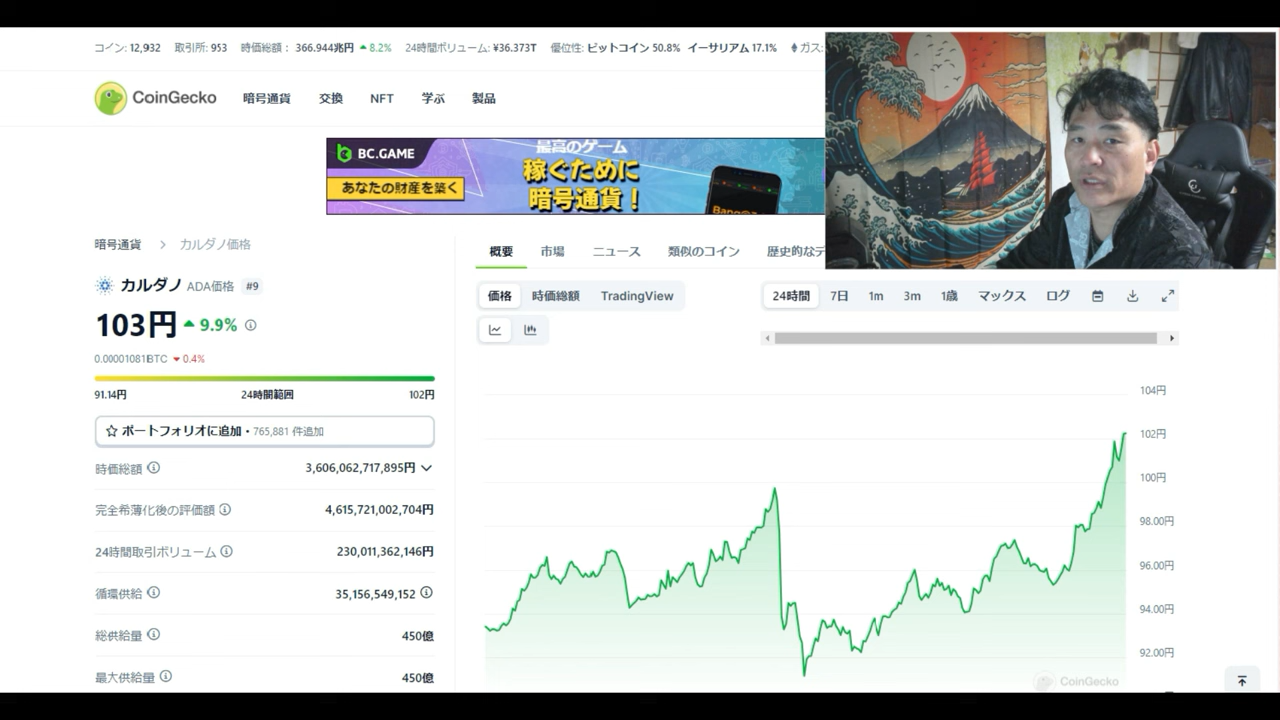 コイン: 12,932 取引所: 953 時価総額： 366.944兆円 8.2% 24時間ボリューム: ¥36.373T 優位性: ビットコイン 50.8% イーサリアム 17.1% ガス:
CoinGecko 暗号通貨 交換 NFT 学ぶ 製品
BC.GAME
あなたの財産を築く
最高のゲーム
稼ぐために
暗号通貨！
暗号通貨 カルダノ価格
概要 市場 ニュース 類似のコイン 歴史的なデ
カルダノ ADA価格 #9
価格 時価総額 TradingView
24時間 7日 1m 3m 1歳 マックス ログ
103円 9.9%
0.00001081BTC 0.4%
91.14円 24時間範囲 102円
ポートフォリオに追加 • 765,881 件追加
時価総額 3,606,062,717,895円
完全希薄化後の評価額 4,615,721,002,704円
24時間取引ボリューム 230,011,362,146円
循環供給 35,156,549,152
総供給量 450億
最大供給量 450億
104円
102円
100円
98.00円
96.00円
94.00円
92.00円
CoinGecko